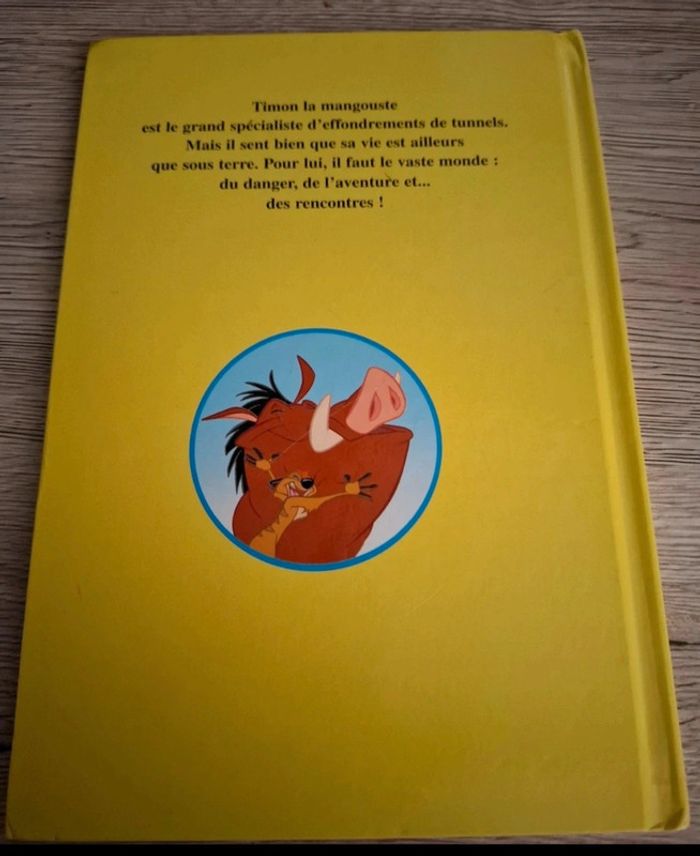 Timon la mangouste
est le grand spécialiste d'effondrements de tunnels.
Mais il sent bien que sa vie est ailleurs
que sous terre. Pour lui, il faut le vaste monde :
du danger, de l'aventure et...
des rencontres !